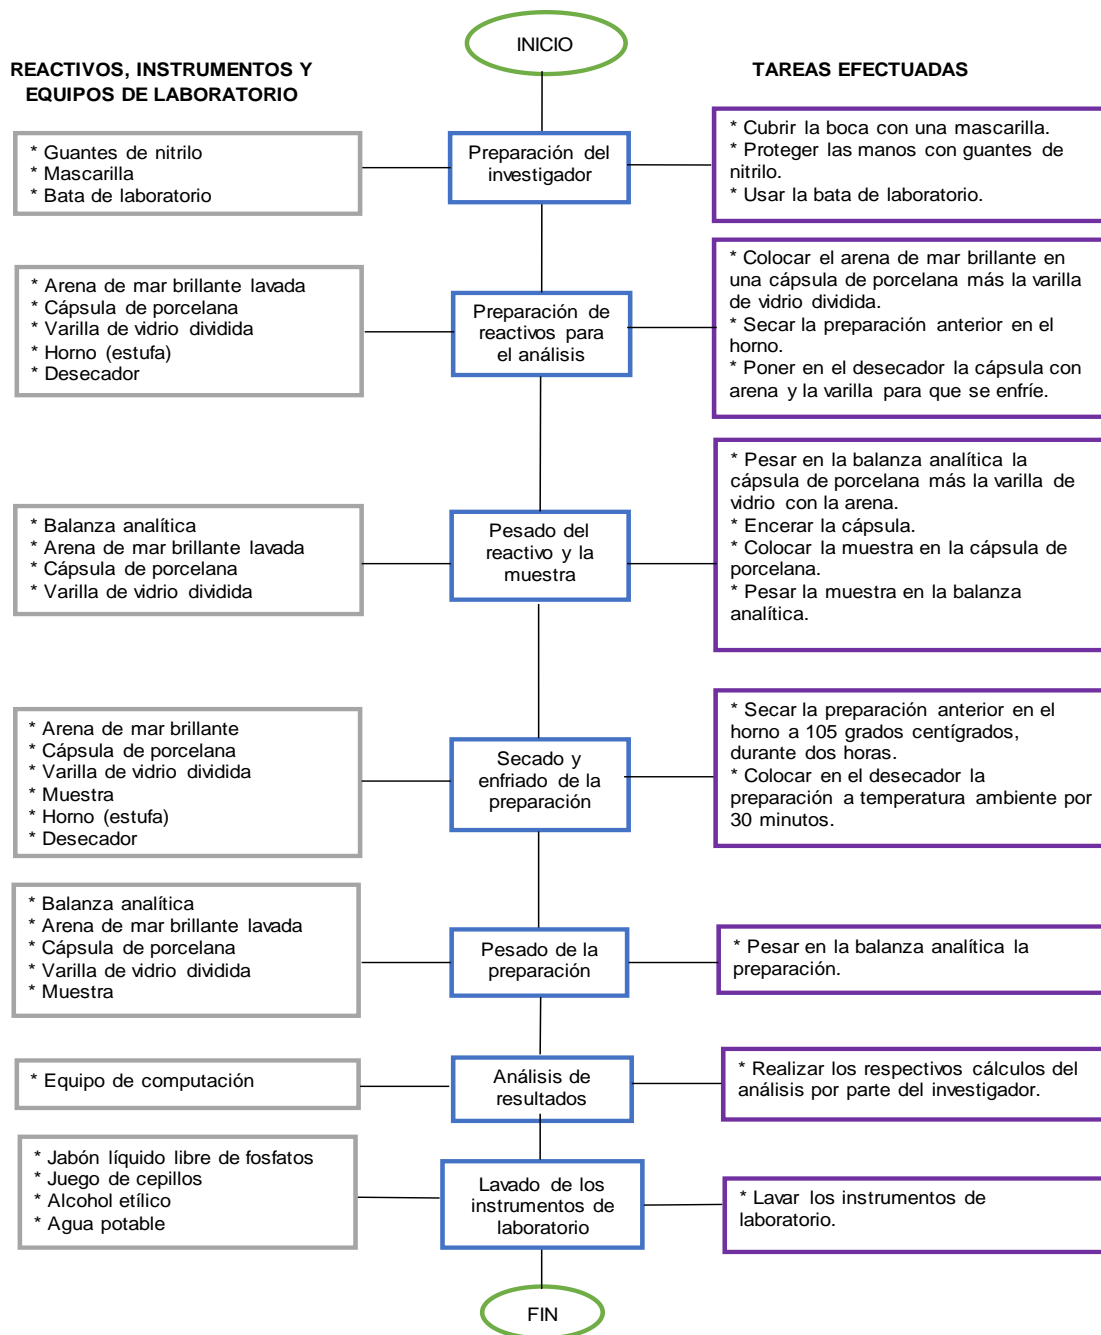 INICIO
REACTIVOS, INSTRUMENTOS Y
EQUIPOS DE LABORATORIO
TAREAS EFECTUADAS
* Guantes de nitrilo
* Mascarilla
* Bata de laboratorio
Preparación del
investigador
* Cubrir la boca con una mascarilla.
* Proteger las manos con guantes de
nitrilo.
* Usar la bata de laboratorio.
* Arena de mar brillante lavada
* Cápsula de porcelana
* Varilla de vidrio dividida
* Horno (estufa)
* Desecador
Preparación de
reactivos para
el análisis
* Colocar el arena de mar brillante en
una cápsula de porcelana más la varilla
de vidrio dividida.
* Secar la preparación anterior en el
horno.
* Poner en el desecador la cápsula con
arena y la varilla para que se enfríe.
* Balanza analítica
* Arena de mar brillante lavada
* Cápsula de porcelana
* Varilla de vidrio dividida
Pesado del
reactivo y la
muestra
* Pesar en la balanza analítica la
cápsula de porcelana más la varilla de
vidrio con la arena.
* Encerar la cápsula.
* Colocar la muestra en la cápsula de
porcelana.
* Pesar la muestra en la balanza
analítica.
* Arena de mar brillante
* Cápsula de porcelana
* Varilla de vidrio dividida
* Muestra
* Horno (estufa)
* Desecador
Secado y
enfriado de la
preparación
* Secar la preparación anterior en el
horno a 105 grados centígrados,
durante dos horas.
* Colocar en el desecador la
preparación a temperatura ambiente por
30 minutos.
* Balanza analítica
* Arena de mar brillante lavada
* Cápsula de porcelana
* Varilla de vidrio dividida
* Muestra
Pesado de la
preparación
* Pesar en la balanza analítica la
preparación.
* Equipo de computación
Análisis de
resultados
* Realizar los respectivos cálculos del
análisis por parte del investigador.
* Jabón líquido libre de fosfatos
* Juego de cepillos
* Alcohol etílico
* Agua potable
Lavado de los
instrumentos de
laboratorio
* Lavar los instrumentos de
laboratorio.
FIN